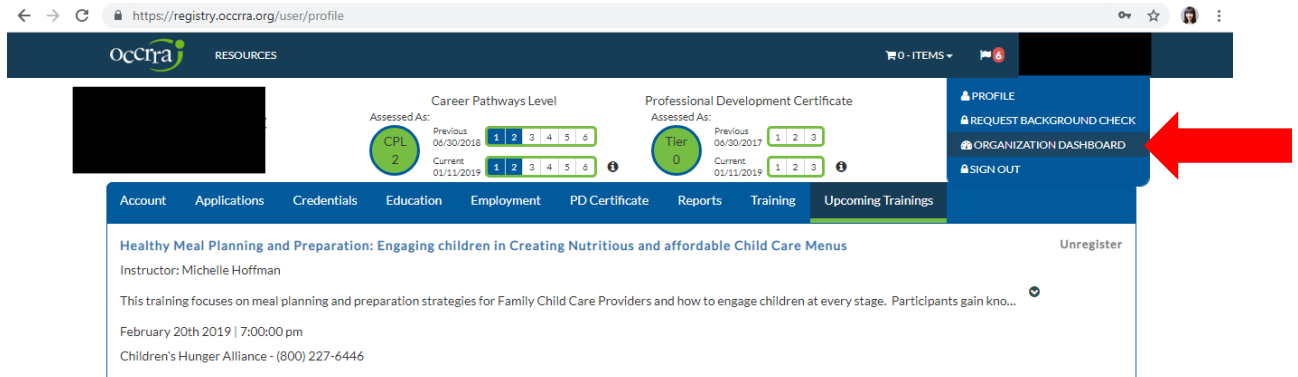 https://registry.occrra.org/user/profile
occrra RESOURCES 0 - ITEMS 6
PROFILE
REQUEST BACKGROUND CHECK
ORGANIZATION DASHBOARD
SIGN OUT
Career Pathways Level
Assessed As:
CPL
2
Previous
06/30/2018
1 2 3 4 5 6
Current
01/11/2019
1 2 3 4 5 6
Professional Development Certificate
Assessed As:
Tier
0
Previous
06/30/2017
1 2 3
Current
01/11/2019
1 2 3
Account Applications Credentials Education Employment PD Certificate Reports Training Upcoming Trainings
Healthy Meal Planning and Preparation: Engaging children in Creating Nutritious and affordable Child Care Menus Unregister
Instructor: Michelle Hoffman
This training focuses on meal planning and preparation strategies for Family Child Care Providers and how to engage children at every stage. Participants gain kno...
February 20th 2019 | 7:00:00 pm
Children's Hunger Alliance - (800) 227-6446